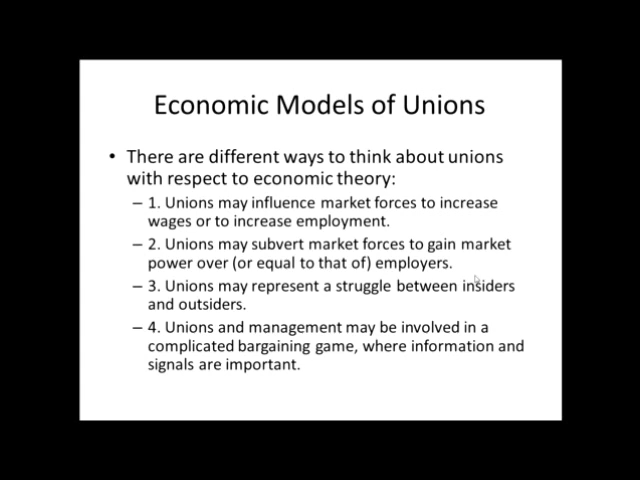 Economic Models of Unions
• There are different ways to think about unions
with respect to economic theory:
– 1. Unions may influence market forces to increase
wages or to increase employment.
– 2. Unions may subvert market forces to gain market
power over (or equal to that of) employers.
– 3. Unions may represent a struggle between insiders
and outsiders.
– 4. Unions and management may be involved in a
complicated bargaining game, where information and
signals are important.